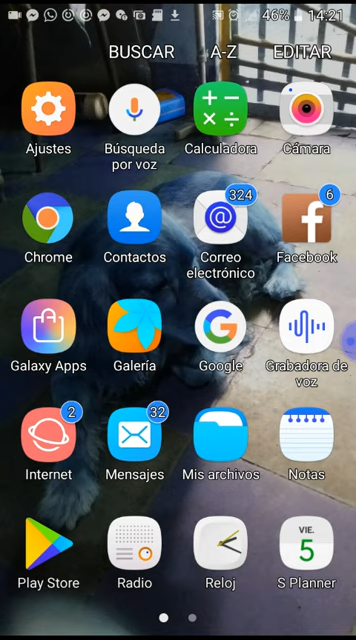 46% 14:21
BUSCAR A-Z EDITAR
Ajustes
Búsqueda
por voz
Calculadora
Cámara
324
6
Chrome
Contactos
Correo
electrónico
Facebook
Galaxy Apps
Galería
Google
Grabadora de
voz
2
32
Internet
Mensajes
Mis archivos
Notas
VIE.
5
Play Store
Radio
Reloj
S Planner